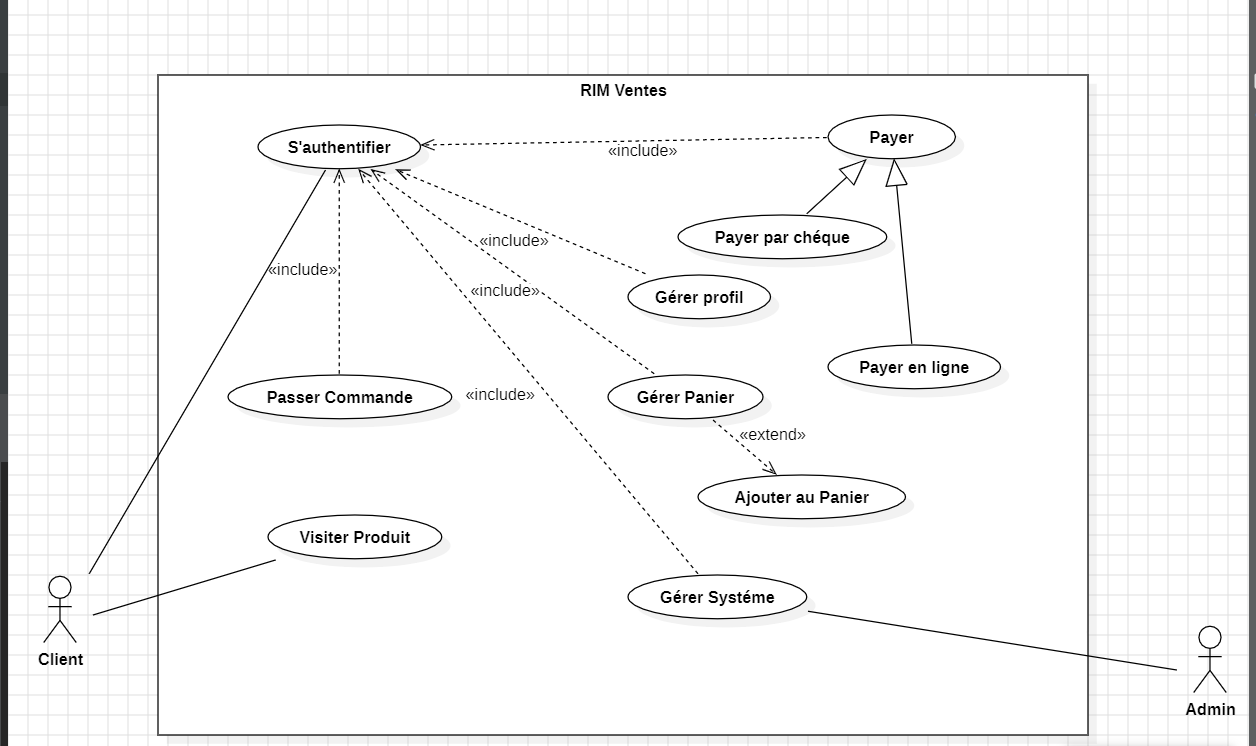 RIM Ventes
S'authentifier
Payer
«include»
Payer par chéque
«include»
«include»
Gérer profil
«include»
Payer en ligne
Passer Commande
«include»
Gérer Panier
«extend»
Ajouter au Panier
Visiter Produit
Gérer Systéme
Client
Admin